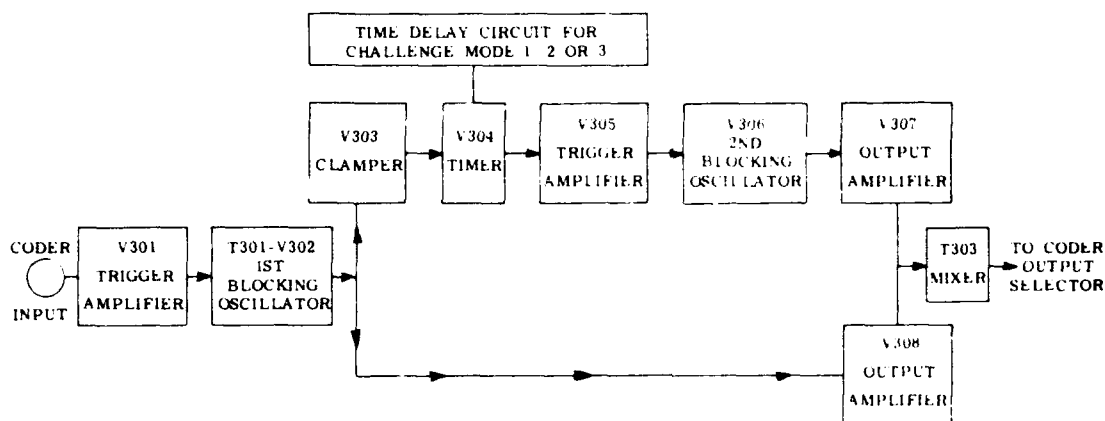 TIME DELAY CIRCUIT FOR
CHALLENGE MODE 1 2 OR 3
V303
CLAMPER
V304
TIMER
V305
TRIGGER
AMPLIFIER
V306
2ND
BLOCKING
OSCILLATOR
V307
OUTPUT
AMPLIFIER
CODER
INPUT
V301
TRIGGER
AMPLIFIER
T301-V302
1ST
BLOCKING
OSCILLATOR
T303
MIXER
TO CODER
OUTPUT
SELECTOR
V308
OUTPUT
AMPLIFIER